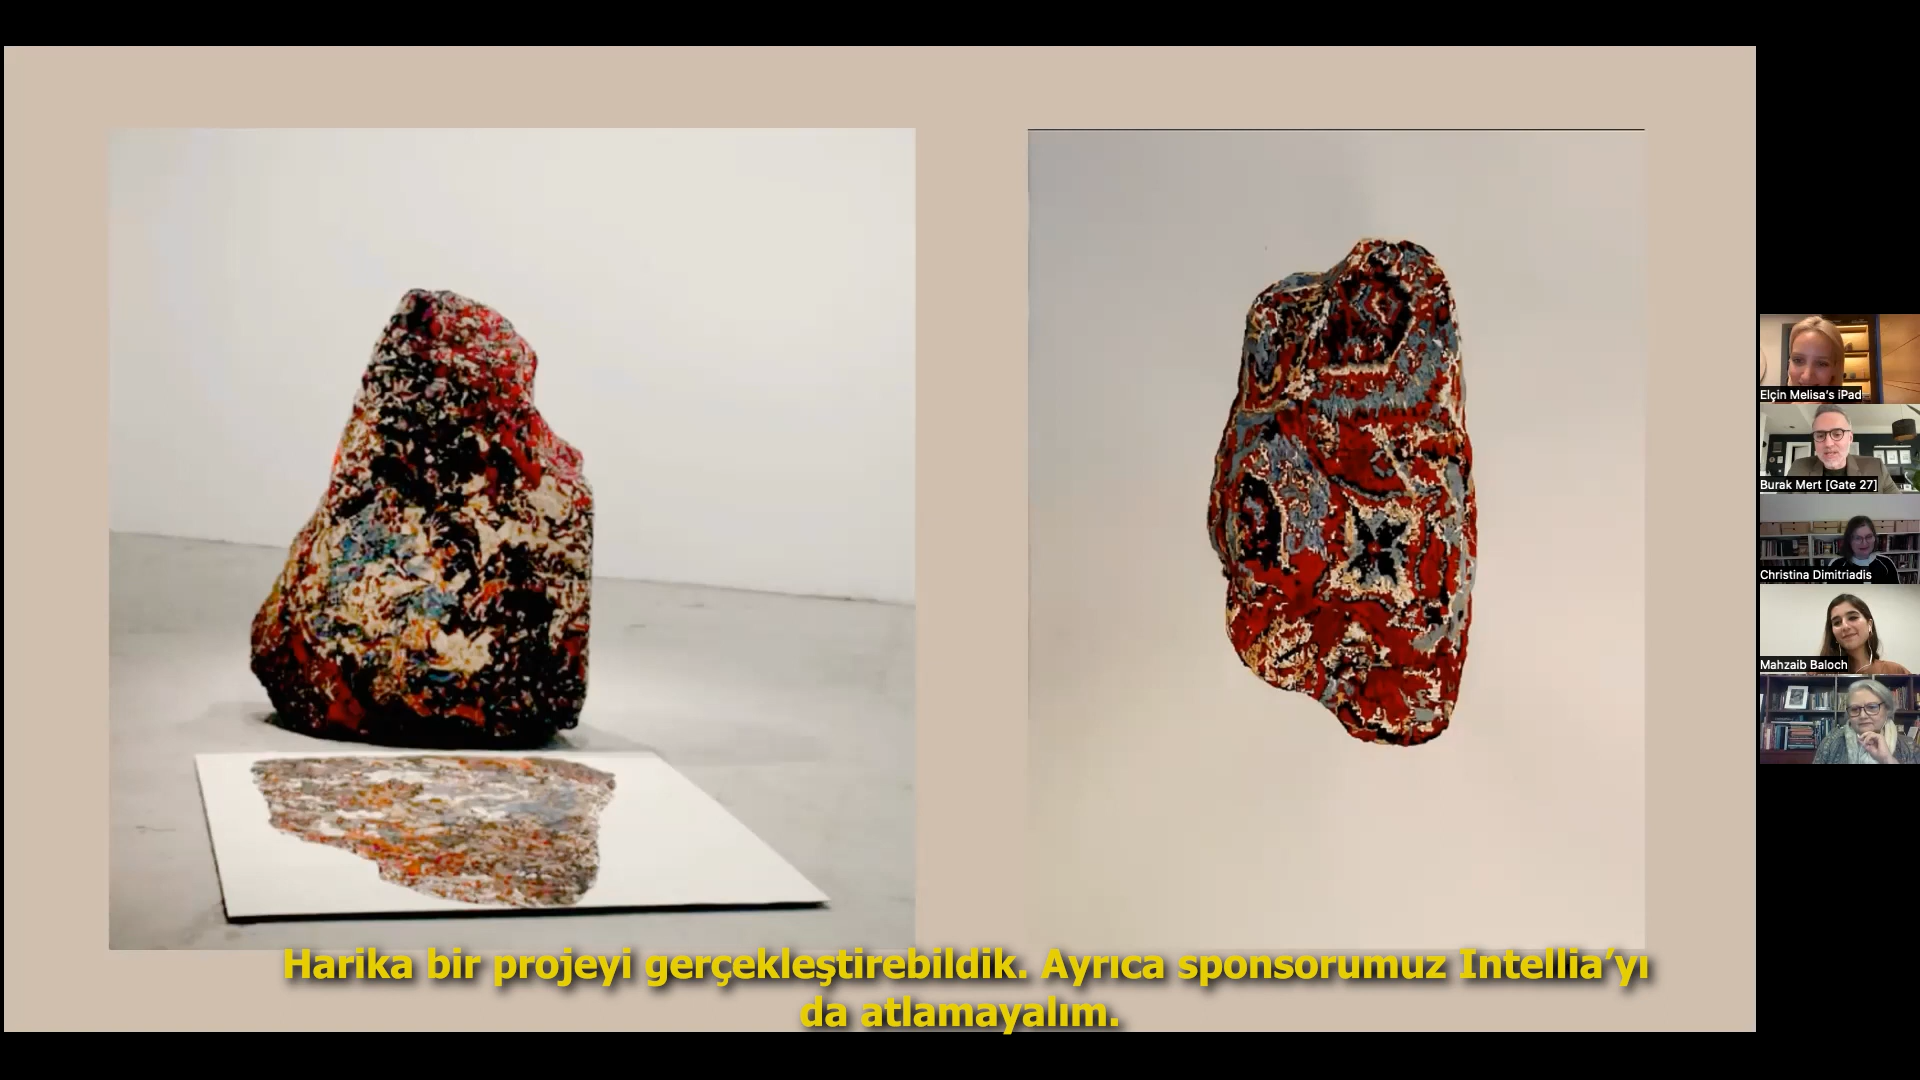 Elçin Melisa's iPad
Burak Mert [Gate 27]
Christina Dimitriadis
Mahzaib Baloch
Harika bir projeyi gerçekleştirebildik. Ayrıca sponsorumuz Intellia’yı
da atlamayalım.